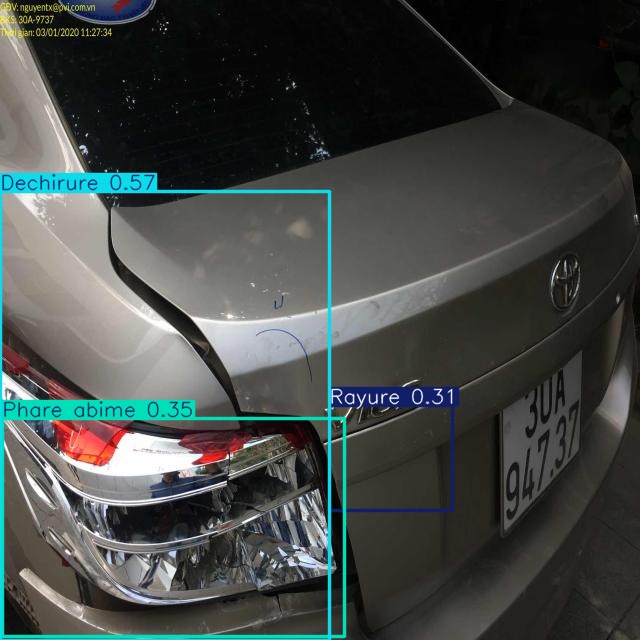 GĐV: nguyentx@pvi.com.vn
BKS: 30A-9737
Thời gian: 03/01/2020 11:27:34
Dechirure 0.57
Rayure 0.31
Phare abime 0.35
30A
947.37